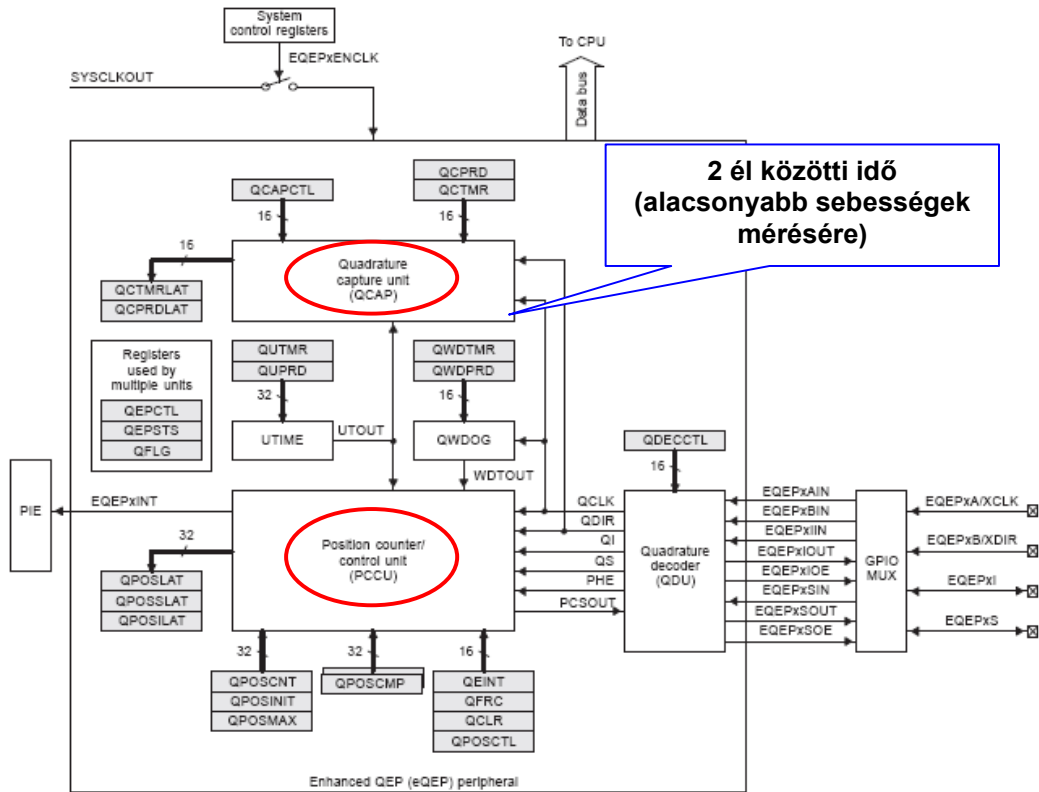 System
control registers
To CPU
EQEPxENCLK
SYSCLKOUT
Data bus
2 él közötti idő
(alacsonyabb sebességek
mérésére)
QCPRD
QCAPCTL
QCTMR
16
16
16
Quadrature
capture unit
(QCAP)
QCTMRLAT
QCPRDLAT
Registers
used by
multiple units
QEPCTL
QEPSTS
QFLG
QUTMR
QUPRD
32
UTIME
UTOUT
QWDTMR
QWDPRD
16
QWDOG
WDTOUT
QDECCTL
16
PIE
EQEPxINT
32
QPOSLAT
QPOSSLAT
QPOSILAT
Position counter/
control unit
(PCCU)
QCLK
QDIR
QI
QS
PHE
PCSOUT
Quadrature
decoder
(QDU)
EQEPxAIN
EQEPxBIN
EQEPxIIN
EQEPxIOUT
EQEPxIOE
EQEPxSIN
EQEPxSOUT
EQEPxSOE
GPIO
MUX
EQEPxA/XCLK
EQEPxB/XDIR
EQEPxI
EQEPxS
32
32
16
QPOSCNT
QPOSINIT
QPOSMAX
QPOSCMP
QEINT
QFRC
QCLR
QPOSCTL
Enhanced QEP (eQEP) peripheral